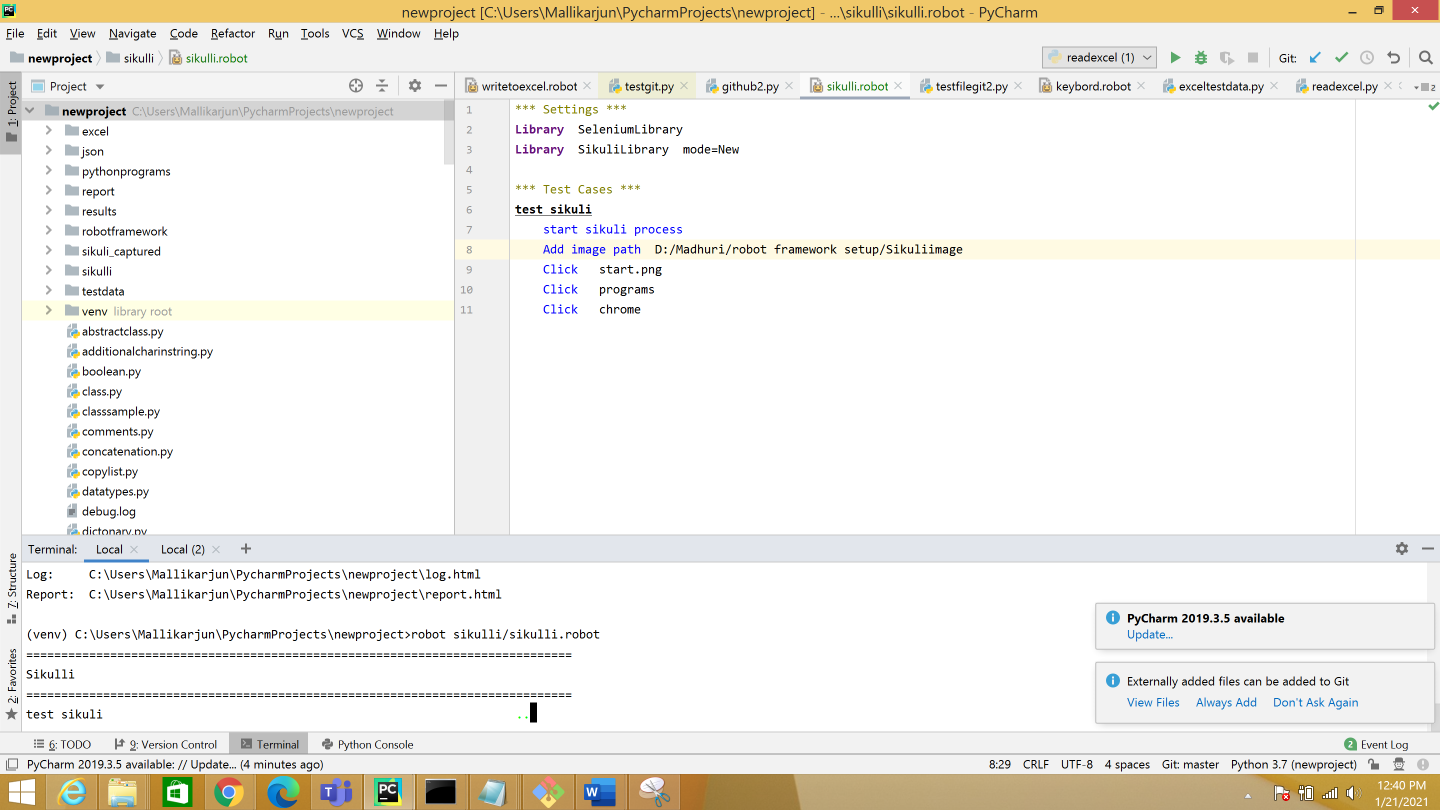 newproject [C:\Users\Mallikarjun\PycharmProjects\newproject] - ...\sikulli\sikulli.robot - PyCharm
File Edit View Navigate Code Refactor Run Tools VCS Window Help
newproject sikulli sikulli.robot readexcel (1) Git:
1: Project
Project
writetoexcel.robot testgit.py github2.py sikulli.robot testfilegit2.py keybord.robot exceltestdata.py readexcel.py 2
newproject C:\Users\Mallikarjun\PycharmProjects\newproject
excel
json
pythonprograms
report
results
robotframework
sikuli_captured
sikulli
testdata
venv library root
abstractclass.py
additionalcharinstring.py
boolean.py
class.py
classsample.py
comments.py
concatenation.py
copylist.py
datatypes.py
debug.log
dictonary.py
1 *** Settings ***
2 Library  SeleniumLibrary
3 Library  SikuliLibrary  mode=New
4
5 *** Test Cases ***
6 test sikuli
7     start sikuli process
8     Add image path  D:/Madhuri/robot framework setup/Sikuliimage
9     Click   start.png
10     Click   programs
11     Click   chrome
7: Structure
2: Favorites
Terminal: Local Local (2) +
Log:     C:\Users\Mallikarjun\PycharmProjects\newproject\log.html
Report:  C:\Users\Mallikarjun\PycharmProjects\newproject\report.html
(venv) C:\Users\Mallikarjun\PycharmProjects\newproject>robot sikulli/sikulli.robot
==============================================================================
Sikulli
==============================================================================
test sikuli ..
PyCharm 2019.3.5 available
Update...
Externally added files can be added to Git
View Files Always Add Don't Ask Again
6: TODO 9: Version Control Terminal Python Console 2 Event Log
PyCharm 2019.3.5 available: // Update... (4 minutes ago) 8:29 CRLF UTF-8 4 spaces Git: master Python 3.7 (newproject)
12:40 PM
1/21/2021